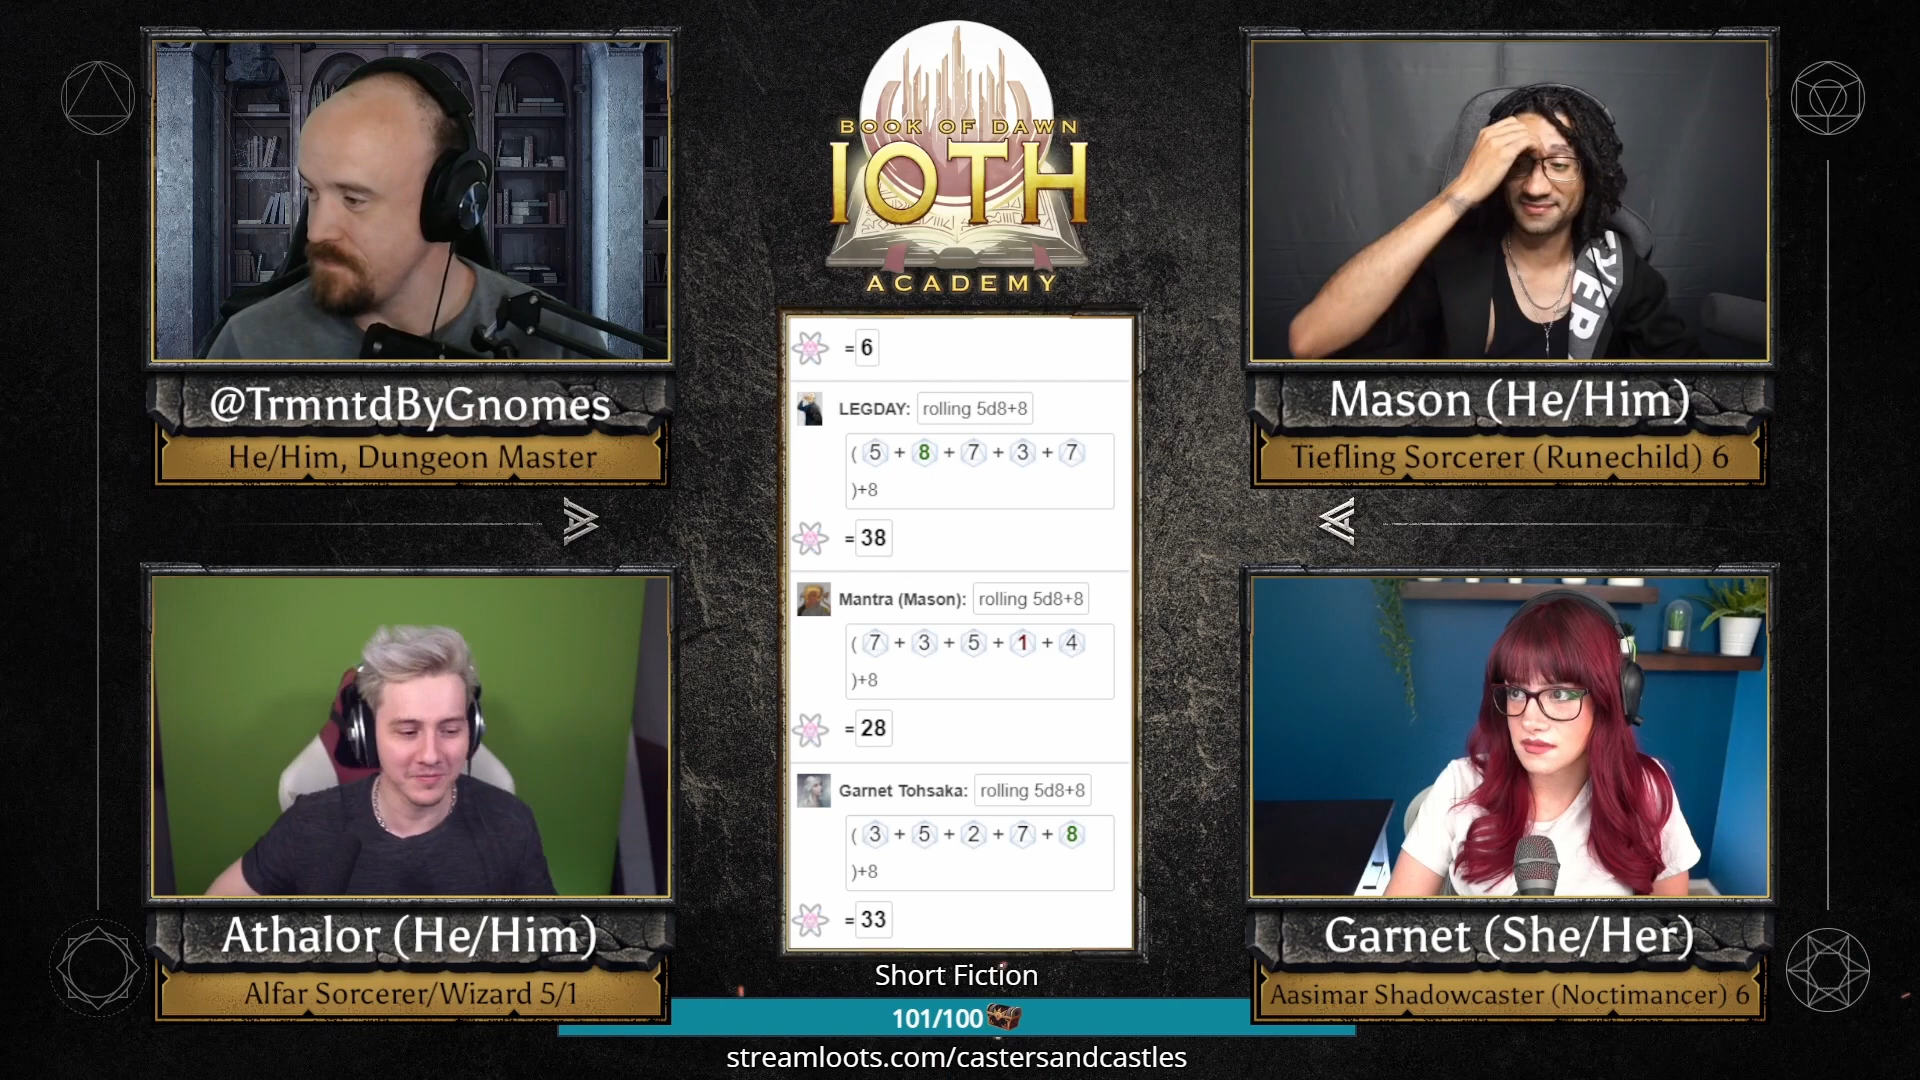 BOOK OF DAWN
IOTH
ACADEMY
@TrmntdByGnomes
He/Him, Dungeon Master
Mason (He/Him)
Tiefling Sorcerer (Runechild) 6
=6
LEGDAY: rolling 5d8+8
(5+8+7+3+7
)+8
=38
Mantra (Mason): rolling 5d8+8
(7+3+5+1+4
)+8
=28
Garnet Tohsaka: rolling 5d8+8
(3+5+2+7+8
)+8
=33
Athalor (He/Him)
Alfar Sorcerer/Wizard 5/1
Garnet (She/Her)
Aasimar Shadowcaster (Noctimancer) 6
Short Fiction
101/100
streamloots.com/castersandcastles